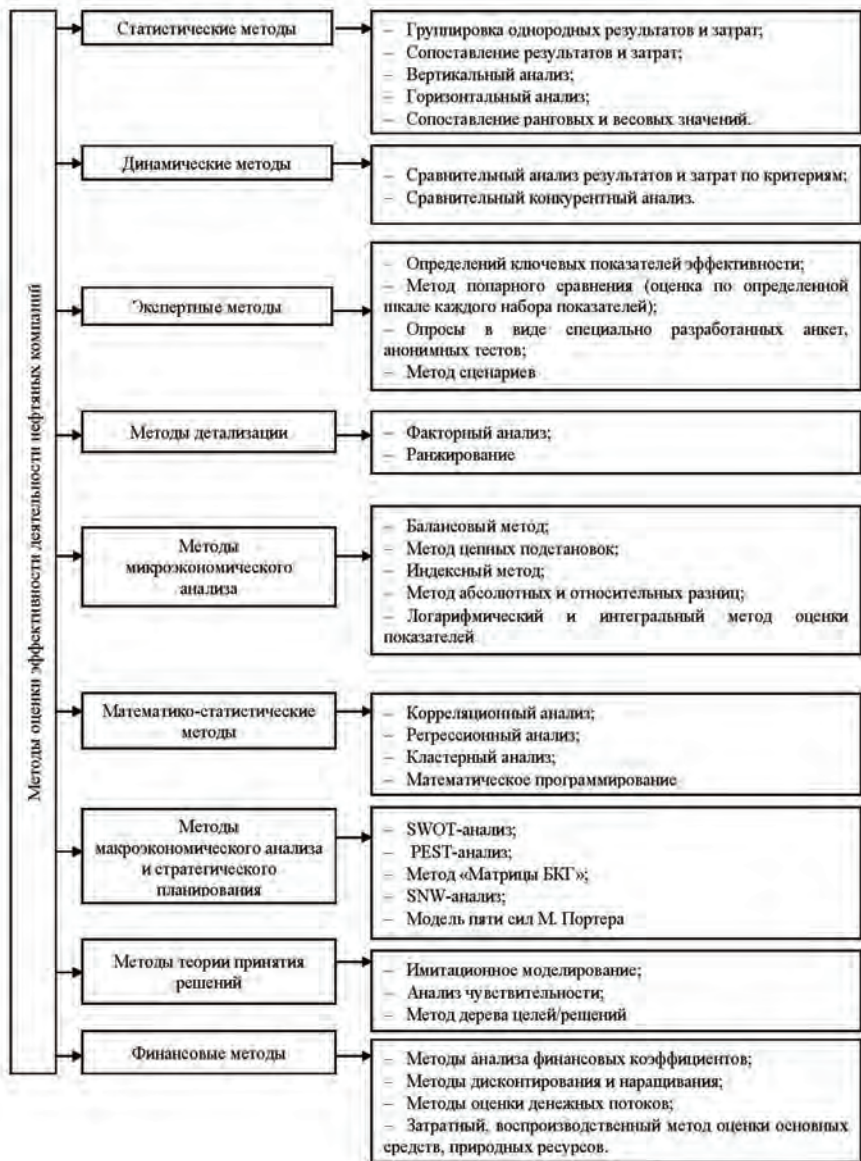 Методы оценки эффективности деятельности нефтяных компаний
Статистические методы
– Группировка однородных результатов и затрат;
– Сопоставление результатов и затрат;
– Вертикальный анализ;
– Горизонтальный анализ;
– Сопоставление ранговых и весовых значений.
Динамические методы
– Сравнительный анализ результатов и затрат по критериям;
– Сравнительный конкурентный анализ.
Экспертные методы
– Определений ключевых показателей эффективности;
– Метод попарного сравнения (оценка по определенной
шкале каждого набора показателей);
– Опросы в виде специально разработанных анкет,
анонимных тестов;
– Метод сценариев
Методы детализации
– Факторный анализ;
– Ранжирование
Методы
микроэкономического
анализа
– Балансовый метод;
– Метод цепных подстановок;
– Индексный метод;
– Метод абсолютных и относительных разниц;
– Логарифмический и интегральный метод оценки
показателей
Математико-статистические
методы
– Корреляционный анализ;
– Регрессионный анализ;
– Кластерный анализ;
– Математическое программирование
Методы
макроэкономического анализа
и стратегического
планирования
– SWOT-анализ;
– PEST-анализ;
– Метод «Матрицы БКГ»;
– SNW-анализ;
– Модель пяти сил М. Портера
Методы теории принятия
решений
– Имитационное моделирование;
– Анализ чувствительности;
– Метод дерева целей/решений
Финансовые методы
– Методы анализа финансовых коэффициентов;
– Методы дисконтирования и наращивания;
– Методы оценки денежных потоков;
– Затратный, воспроизводственный метод оценки основных
средств, природных ресурсов.